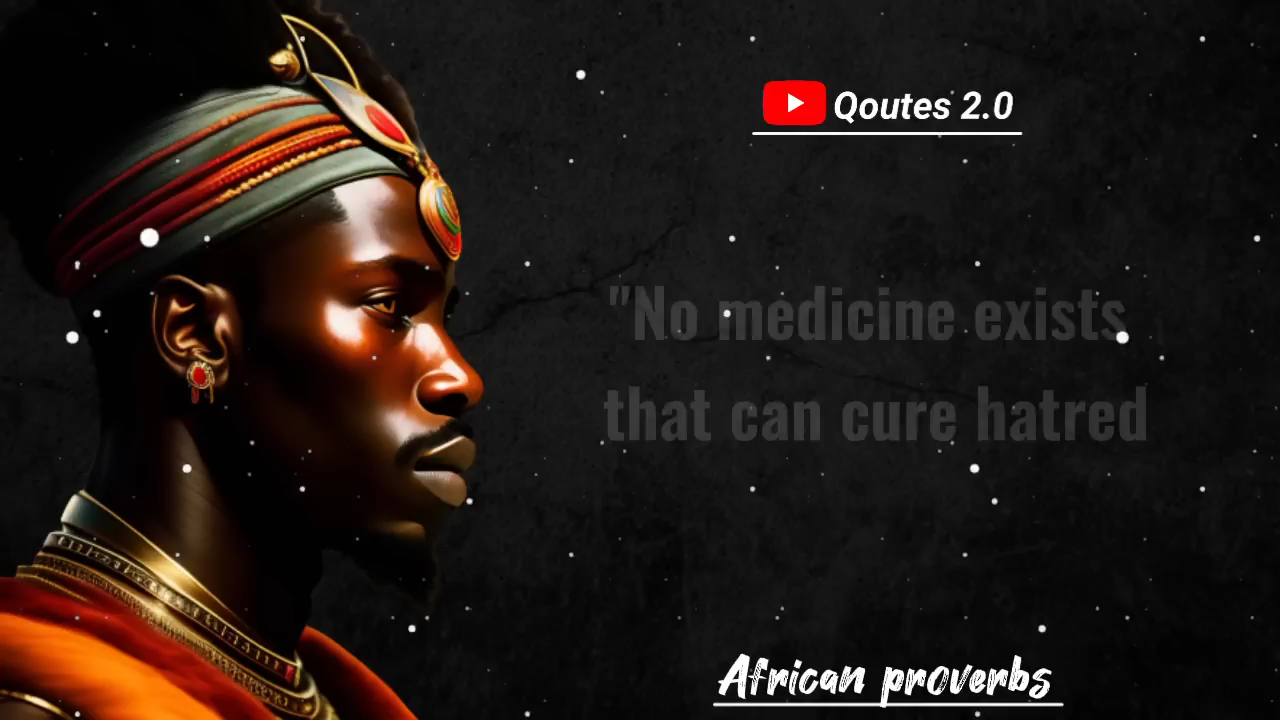 Qoutes 2.0
"No medicine exists
that can cure hatred
African proverbs